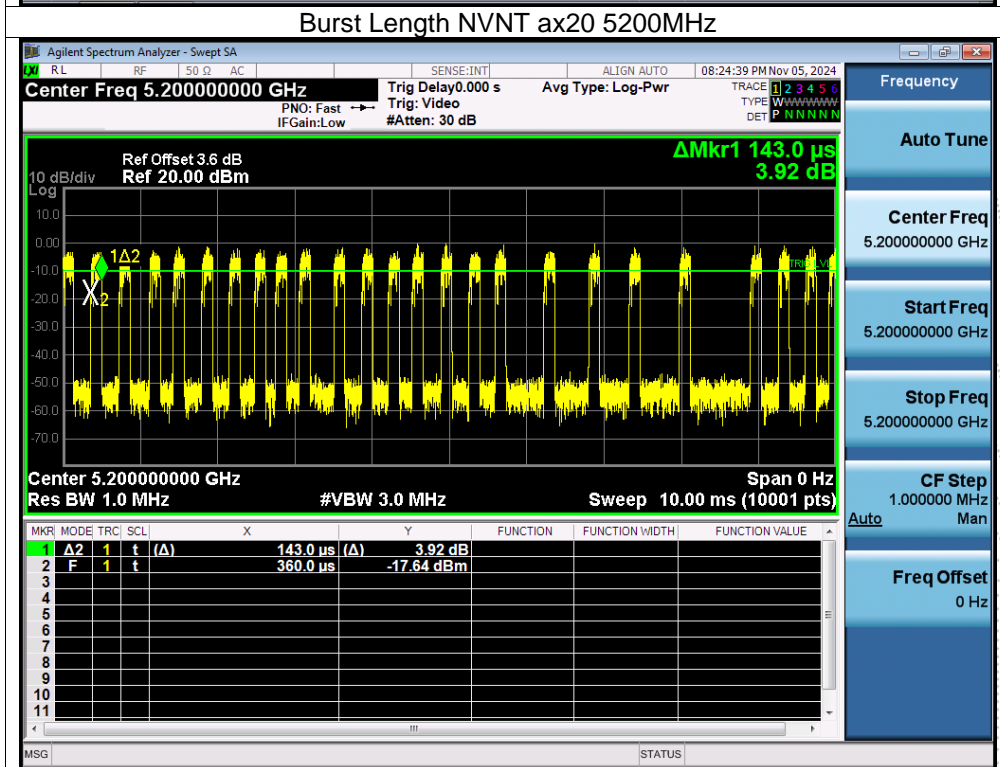 Burst Length NVNT ax20 5200MHz
Agilent Spectrum Analyzer - Swept SA
LXI RL RF 50 Ω AC SENSE:INT ALIGN AUTO 08:24:39 PM Nov 05, 2024
Center Freq 5.200000000 GHz
PNO: Fast
IFGain:Low
Trig Delay0.000 s
Trig: Video
#Atten: 30 dB
Avg Type: Log-Pwr
TRACE 1 2 3 4 5 6
TYPE WWWWWW
DET P N N N N N
Frequency
Auto Tune
Center Freq
5.200000000 GHz
Start Freq
5.200000000 GHz
Stop Freq
5.200000000 GHz
CF Step
1.000000 MHz
Auto Man
Freq Offset
0 Hz
ΔMkr1 143.0 µs
3.92 dB
Ref Offset 3.6 dB
10 dB/div Ref 20.00 dBm
Log
10.0
0.00
-10.0
-20.0
-30.0
-40.0
-50.0
-60.0
-70.0
1Δ2
X2
Center 5.200000000 GHz Span 0 Hz
Res BW 1.0 MHz #VBW 3.0 MHz Sweep 10.00 ms (10001 pts)
MKR MODE TRC SCL X Y FUNCTION FUNCTION WIDTH FUNCTION VALUE
1 Δ2 1 t (Δ) 143.0 µs (Δ) 3.92 dB
2 F 1 t 360.0 µs -17.64 dBm
3
4
5
6
7
8
9
10
11
MSG STATUS